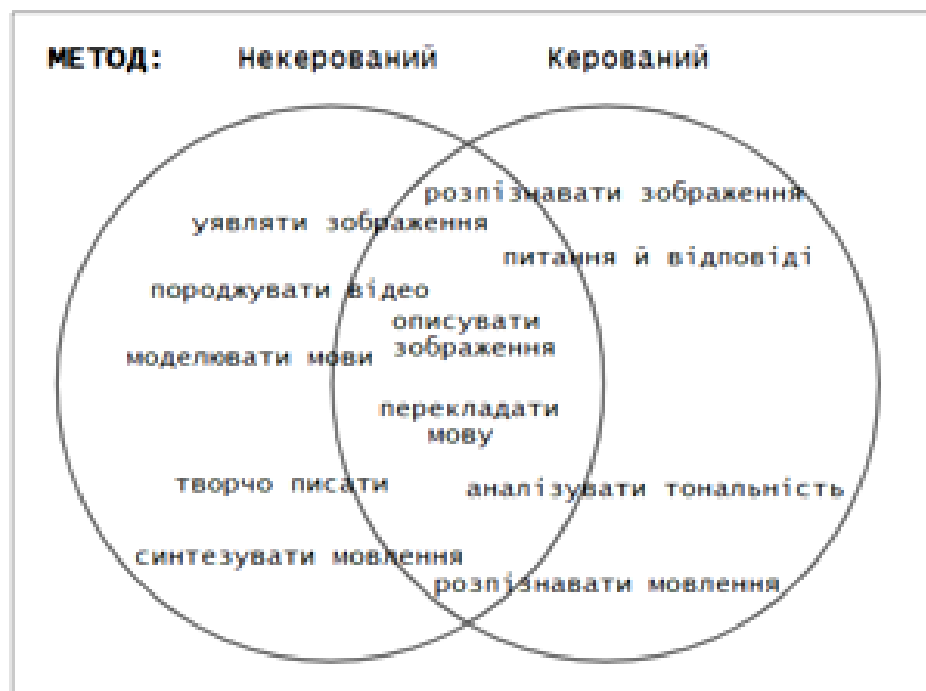 МЕТОД: Некерований Керований
розпізнавати зображення
уявляти зображення
питання й відповіді
породжувати відео
описувати
зображення
моделювати мови
перекладати
мову
творчо писати
аналізувати тональність
синтезувати мовлення
розпізнавати мовлення